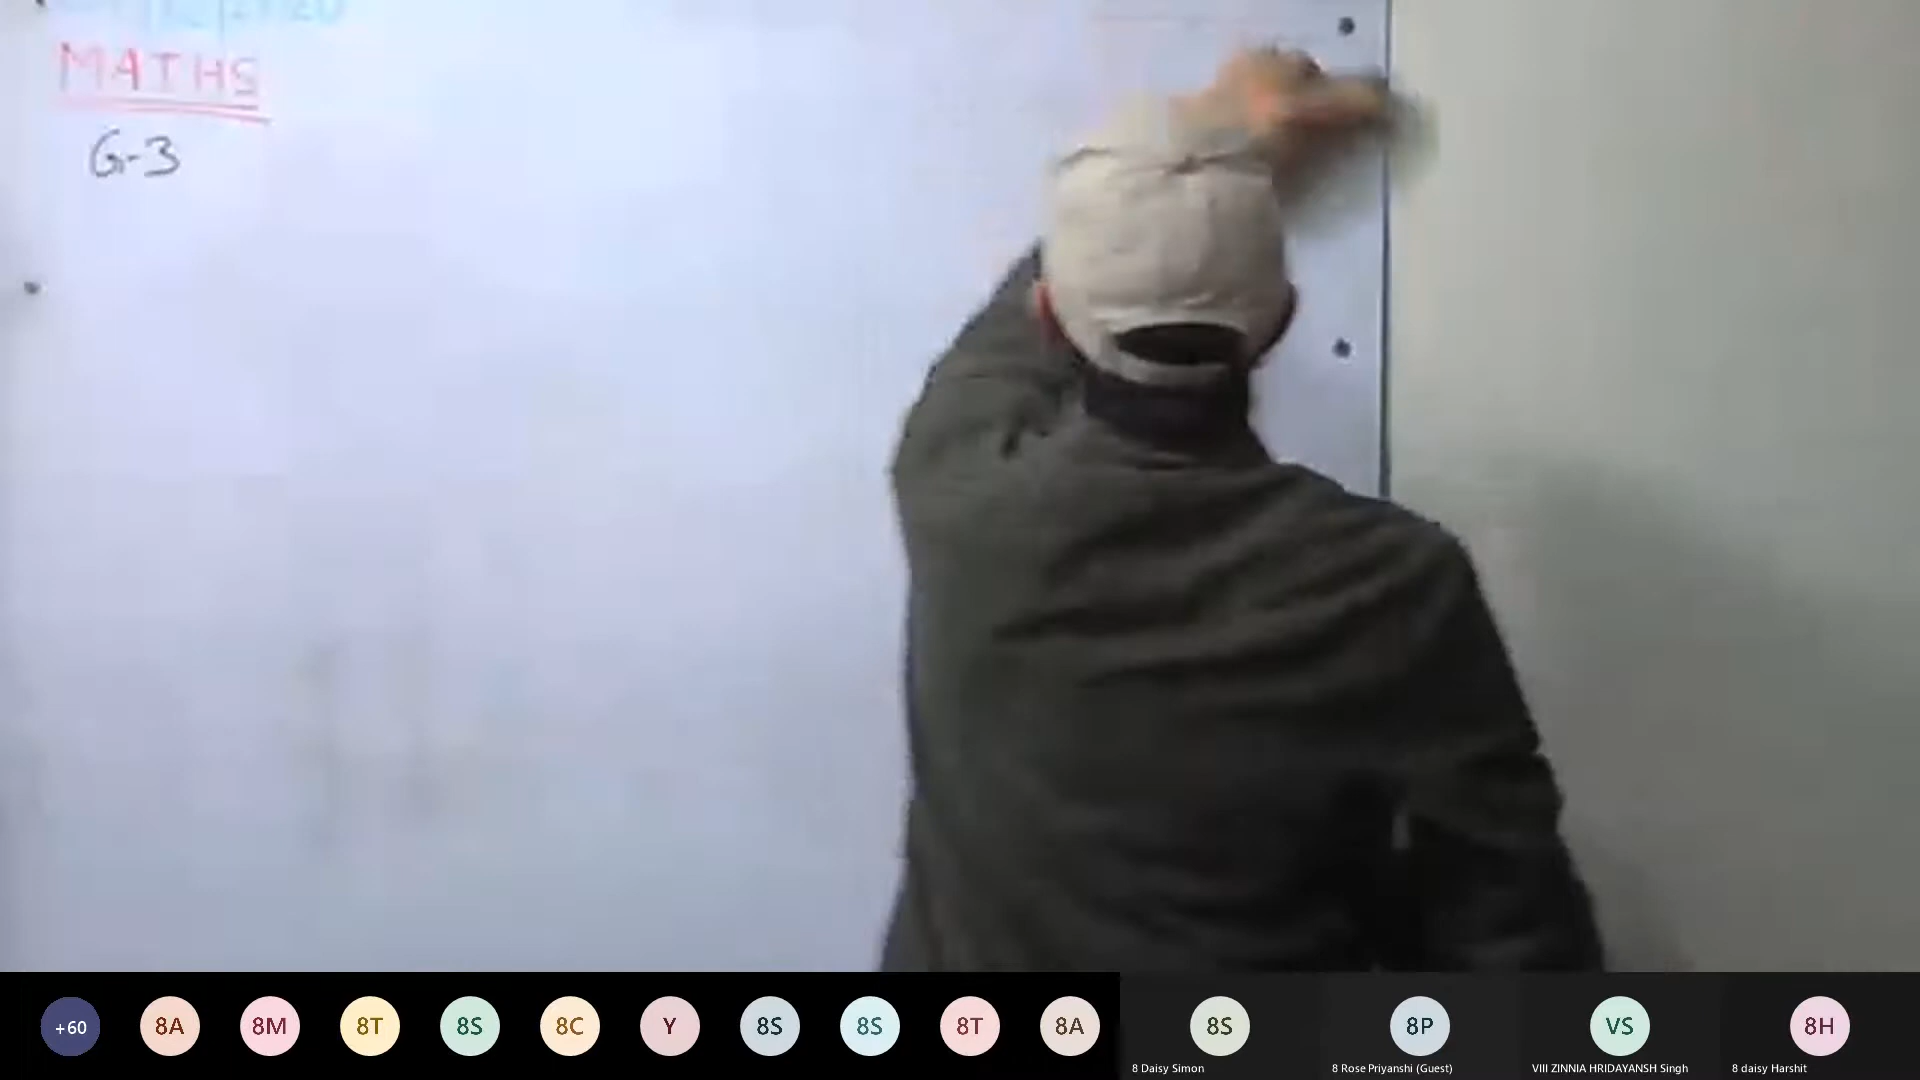 MATHS
G-3
+60
8A
8M
8T
8S
8C
Y
8S
8S
8T
8A
8S
8P
VS
8H
8 Daisy Simon
8 Rose Priyanshi (Guest)
VIII ZINNIA HRIDAYANSH Singh
8 daisy Harshit